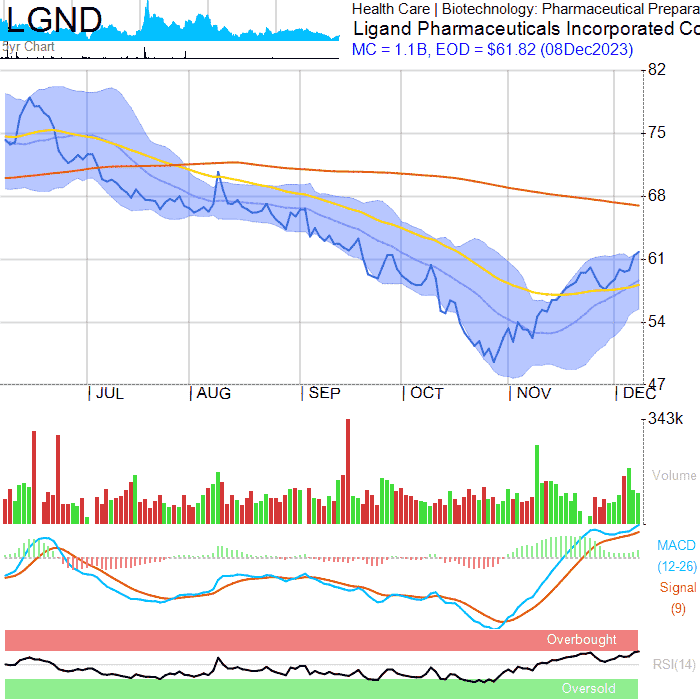 LGND
5yr Chart
Health Care | Biotechnology: Pharmaceutical Prepara
Ligand Pharmaceuticals Incorporated Co
MC = 1.1B, EOD = $61.82 (08Dec2023)
82
75
68
61
54
47
JUL AUG SEP OCT NOV DEC
343k
Volume
MACD
(12-26)
Signal
(9)
Overbought
RSI(14)
Oversold